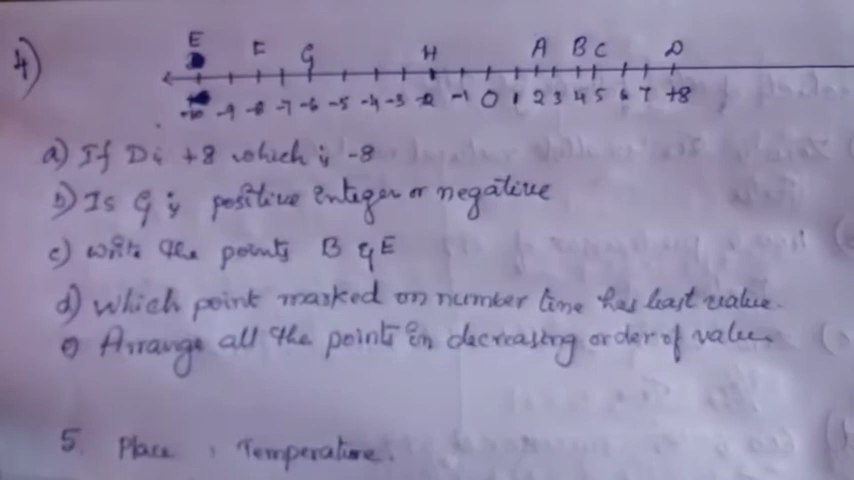 4)
E F G H A B C D
-10 -9 -8 -7 -6 -5 -4 -3 -2 -1 0 1 2 3 4 5 6 7 +8
a) If D is +8 which is -8
b) Is G is positive integer or negative
c) write the points B & E
d) which point marked on number line has least value.
e) Arrange all the points in decreasing order of value.
5. Place , Temperature.